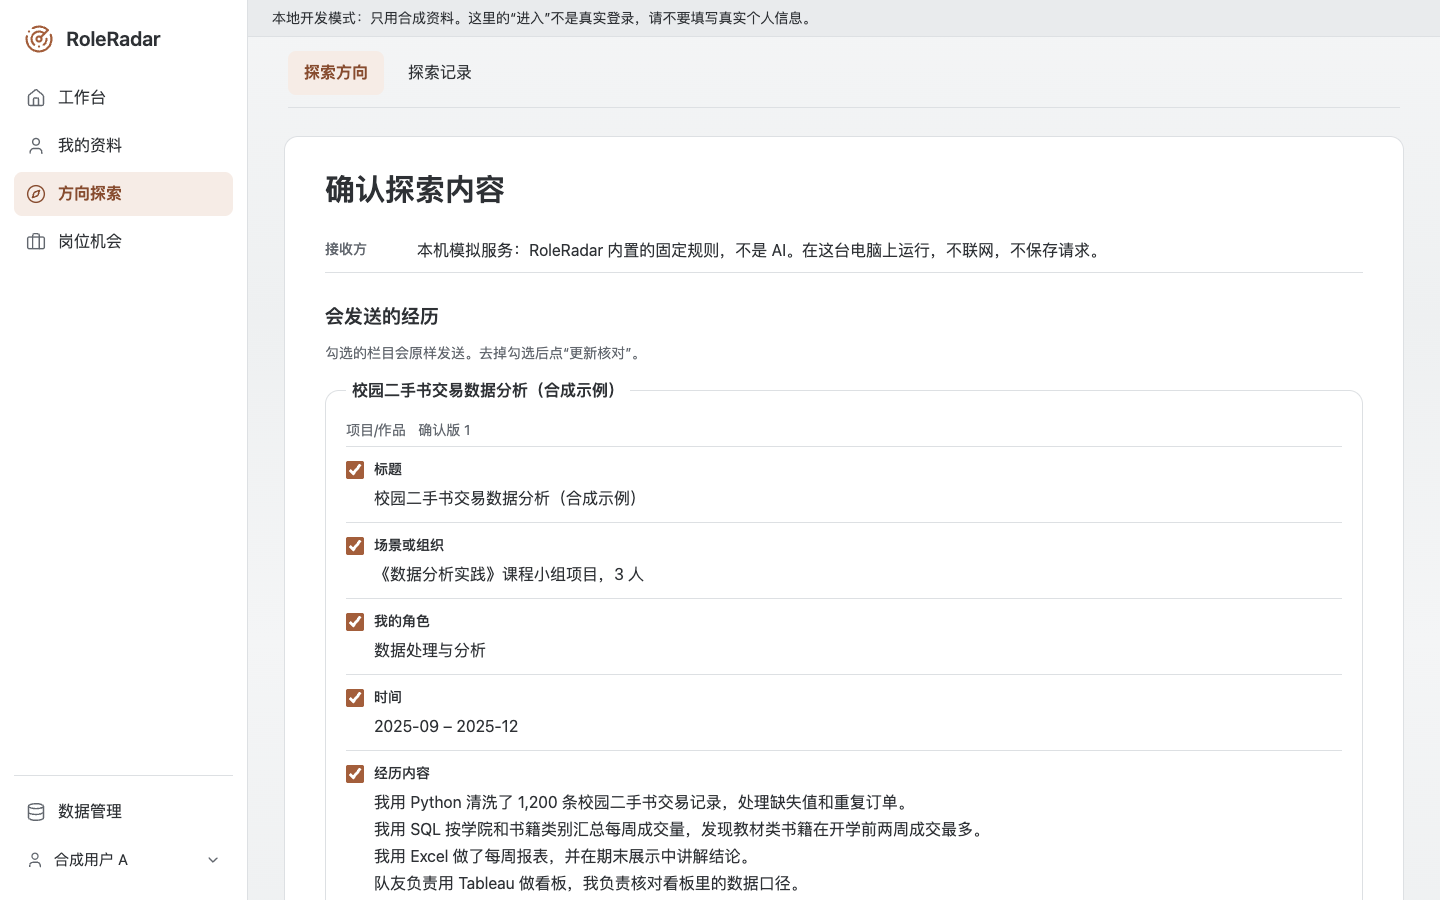 RoleRadar
工作台
我的资料
方向探索
岗位机会
数据管理
合成用户 A
本地开发模式：只用合成资料。这里的“进入”不是真实登录，请不要填写真实个人信息。
探索方向
探索记录
确认探索内容
接收方
本机模拟服务：RoleRadar 内置的固定规则，不是 AI。在这台电脑上运行，不联网，不保存请求。
会发送的经历
勾选的栏目会原样发送。去掉勾选后点“更新核对”。
校园二手书交易数据分析（合成示例）
项目/作品 确认版 1
标题
校园二手书交易数据分析（合成示例）
场景或组织
《数据分析实践》课程小组项目，3 人
我的角色
数据处理与分析
时间
2025-09 – 2025-12
经历内容
我用 Python 清洗了 1,200 条校园二手书交易记录，处理缺失值和重复订单。
我用 SQL 按学院和书籍类别汇总每周成交量，发现教材类书籍在开学前两周成交最多。
我用 Excel 做了每周报表，并在期末展示中讲解结论。
队友负责用 Tableau 做看板，我负责核对看板里的数据口径。